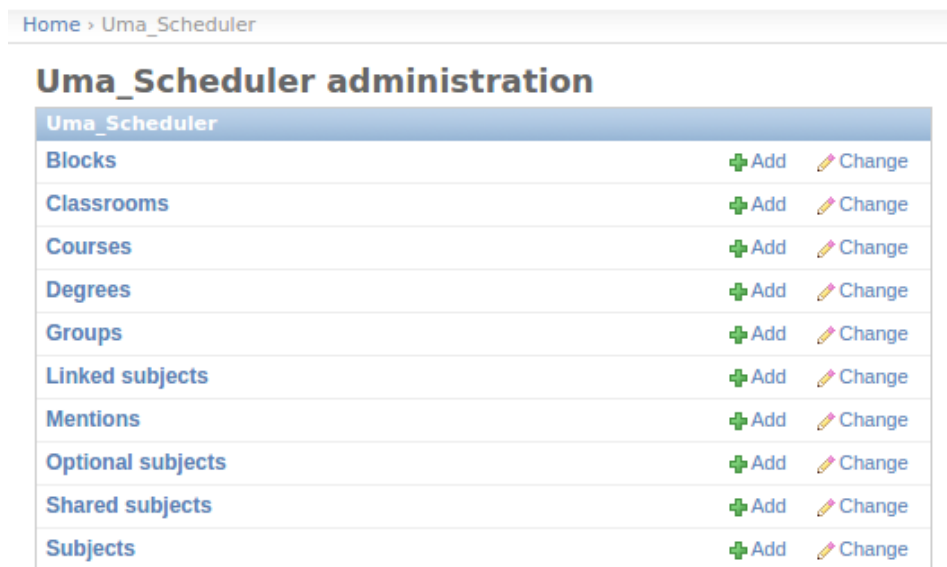 Home › Uma_Scheduler
Uma_Scheduler administration
Uma_Scheduler
Blocks Add Change
Classrooms Add Change
Courses Add Change
Degrees Add Change
Groups Add Change
Linked subjects Add Change
Mentions Add Change
Optional subjects Add Change
Shared subjects Add Change
Subjects Add Change